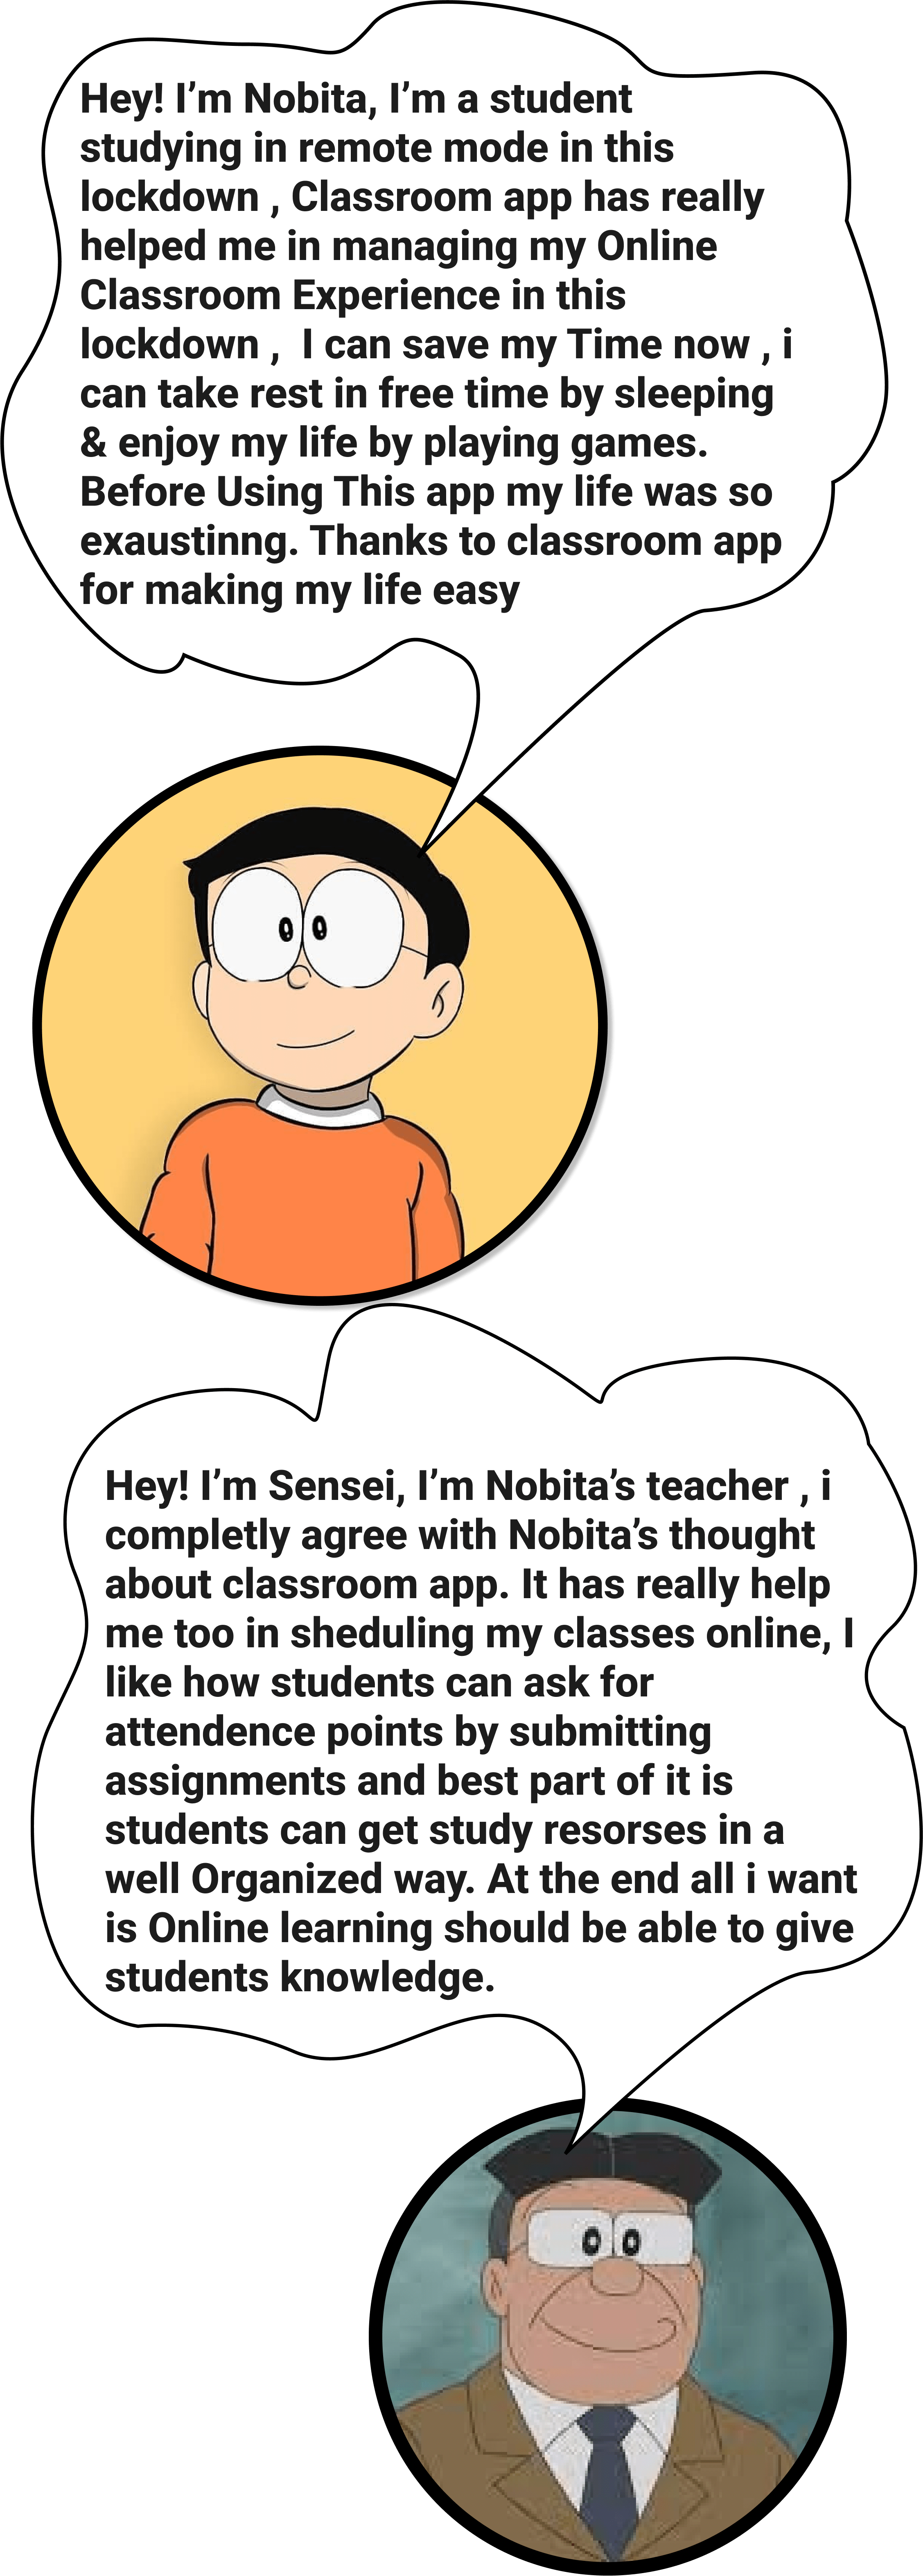 Hey! I’m Nobita, I’m a student
studying in remote mode in this
lockdown , Classroom app has really
helped me in managing my Online
Classroom Experience in this
lockdown ,  I can save my Time now , i
can take rest in free time by sleeping
& enjoy my life by playing games.
Before Using This app my life was so
exaustinng. Thanks to classroom app
for making my life easy
Hey! I’m Sensei, I’m Nobita’s teacher , i
completly agree with Nobita’s thought
about classroom app. It has really help
me too in sheduling my classes online, I
like how students can ask for
attendence points by submitting
assignments and best part of it is
students can get study resorses in a
well Organized way. At the end all i want
is Online learning should be able to give
students knowledge.